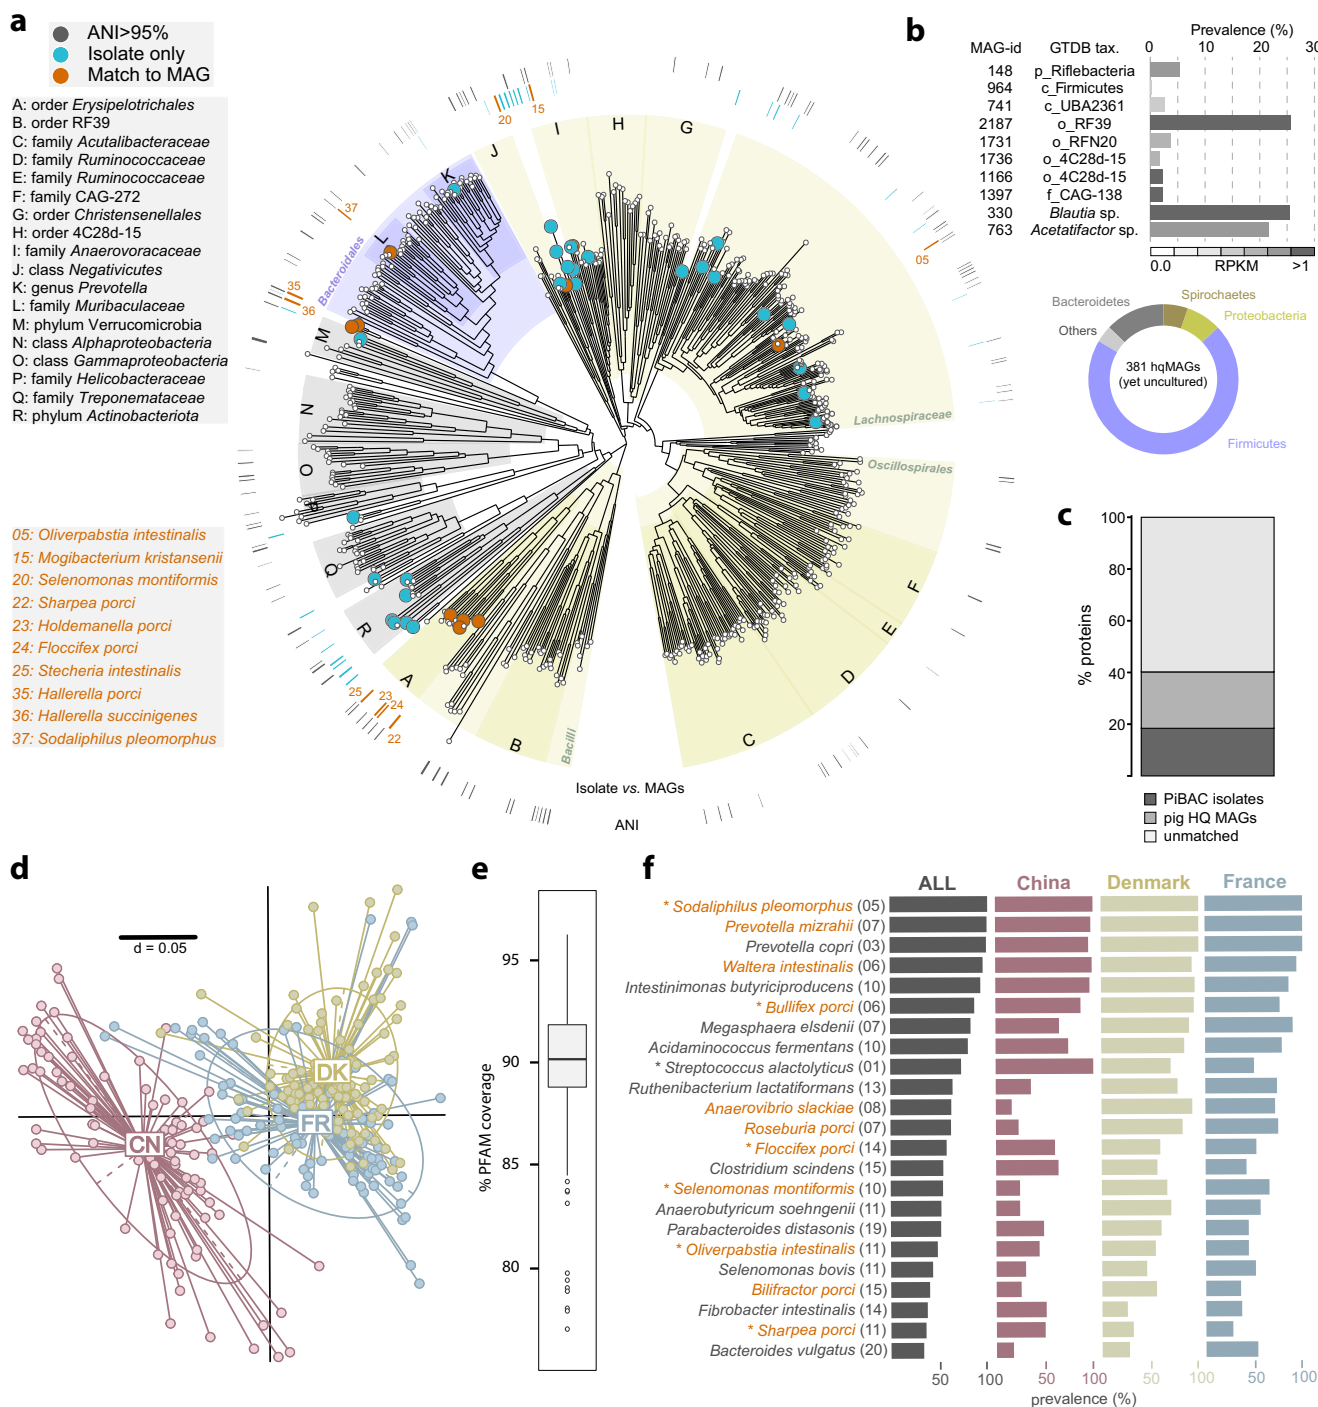 a
ANI>95%
Isolate only
Match to MAG
A: order Erysipelotrichales
B. order RF39
C: family Acutalibacteraceae
D: family Ruminococcaceae
E: family Ruminococcaceae
F: family CAG-272
G: order Christensenellales
H: order 4C28d-15
I: family Anaerovoracaceae
J: class Negativicutes
K: genus Prevotella
L: family Muribaculaceae
M: phylum Verrucomicrobia
N: class Alphaproteobacteria
O: class Gammaproteobacteria
P: family Helicobacteraceae
Q: family Treponemataceae
R: phylum Actinobacteriota
05: Oliverpabstia intestinalis
15: Mogibacterium kristansenii
20: Selenomonas montiformis
22: Sharpea porci
23: Holdemanella porci
24: Floccifex porci
25: Stecheria intestinalis
35: Hallerella porci
36: Hallerella succinigenes
37: Sodaliphilus pleomorphus
15
20
37
35
36
05
25
23
24
22
A
B
C
D
E
F
G
H
I
J
K
L
M
N
O
P
Q
R
Bacteroidales
Lachnospiraceae
Oscillospirales
Bacilli
Isolate vs. MAGs
ANI
b
Prevalence (%)
MAG-id GTDB tax. 0 10 20 30
148 p_Riflebacteria
964 c_Firmicutes
741 c_UBA2361
2187 o_RF39
1731 o_RFN20
1736 o_4C28d-15
1166 o_4C28d-15
1397 f_CAG-138
330 Blautia sp.
763 Acetatifactor sp.
0.0 RPKM >1
Bacteroidetes
Spirochaetes
Proteobacteria
Others
381 hqMAGs
(yet uncultured)
Firmicutes
c
100
80
60
40
20
% proteins
PiBAC isolates
pig HQ MAGs
unmatched
d
d = 0.05
CN
DK
FR
e
% PFAM coverage
95
90
85
80
f
ALL China Denmark France
* Sodaliphilus pleomorphus (05)
Prevotella mizrahii (07)
Prevotella copri (03)
Waltera intestinalis (06)
Intestinimonas butyriciproducens (10)
* Bullifex porci (06)
Megasphaera elsdenii (07)
Acidaminococcus fermentans (10)
* Streptococcus alactolyticus (01)
Ruthenibacterium lactatiformans (13)
Anaerovibrio slackiae (08)
Roseburia porci (07)
* Floccifex porci (14)
Clostridium scindens (15)
* Selenomonas montiformis (10)
Anaerobutyricum soehngenii (11)
Parabacteroides distasonis (19)
* Oliverpabstia intestinalis (11)
Selenomonas bovis (11)
Bilifractor porci (15)
Fibrobacter intestinalis (14)
* Sharpea porci (11)
Bacteroides vulgatus (20)
50 100 50 100 50 100 50 100
prevalence (%)